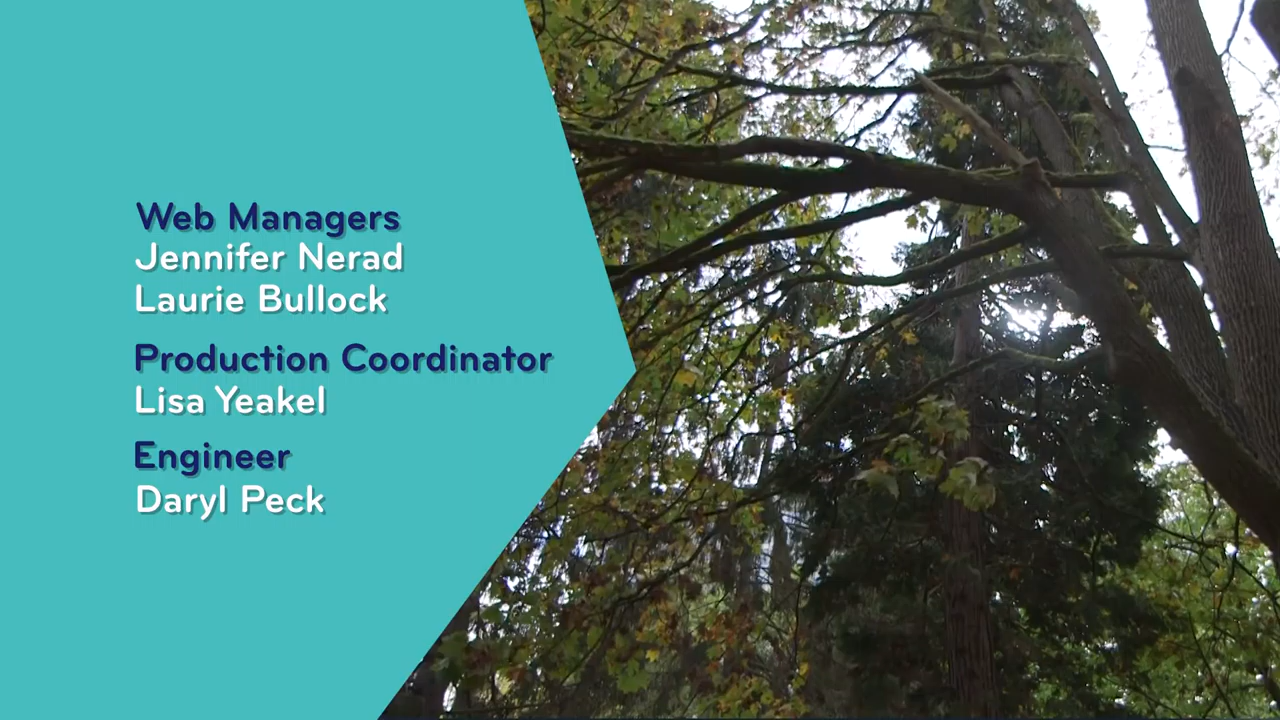 Web Managers
Jennifer Nerad
Laurie Bullock
Production Coordinator
Lisa Yeakel
Engineer
Daryl Peck